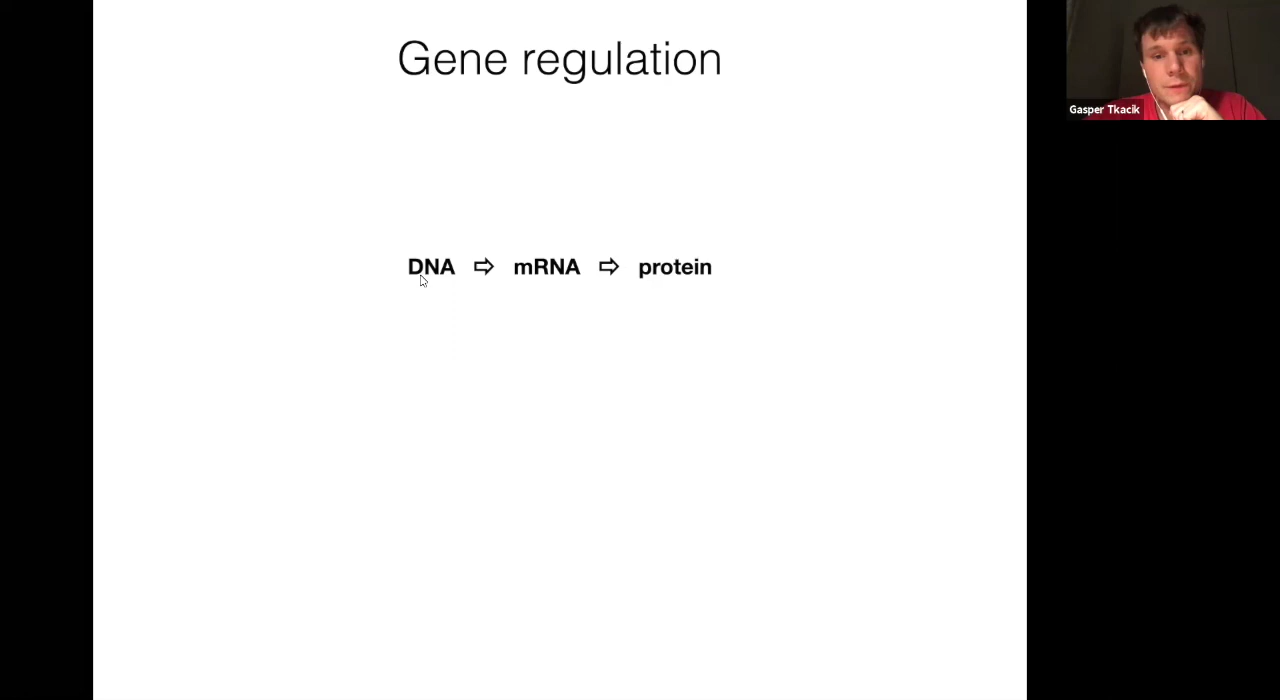 Gene regulation
Gasper Tkacik
DNA ⇨ mRNA ⇨ protein